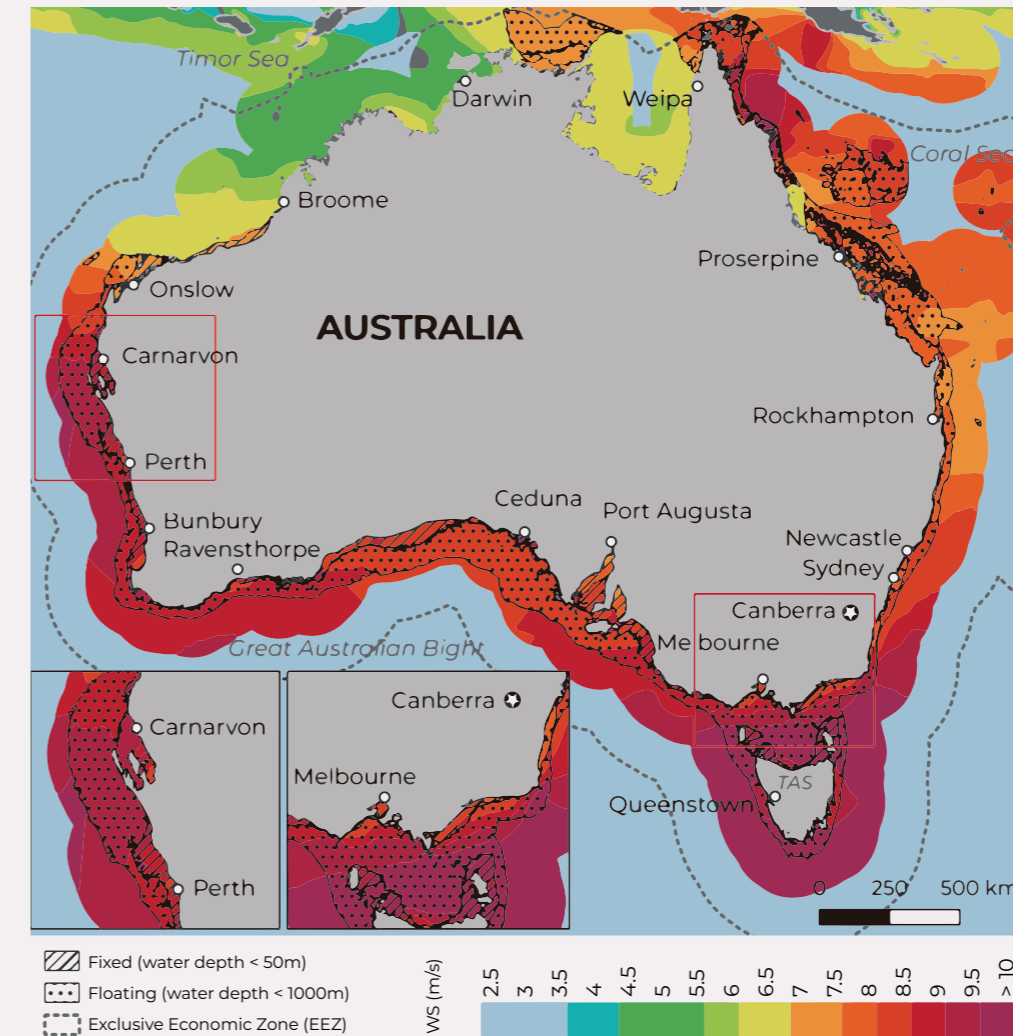 Timor Sea
Darwin
Weipa
Coral Sea
Broome
Proserpine
Onslow
AUSTRALIA
Carnarvon
Rockhampton
Perth
Ceduna
Port Augusta
Bunbury
Newcastle
Ravensthorpe
Sydney
Canberra
Great Australian Bight
Melbourne
Canberra
Carnarvon
Melbourne
TAS
Queenstown
Perth
0 250 500 km
Fixed (water depth < 50m)
Floating (water depth < 1000m)
Exclusive Economic Zone (EEZ)
WS (m/s)
2.5 3 3.5 4 4.5 5 5.5 6 6.5 7 7.5 8 8.5 9 9.5 > 10